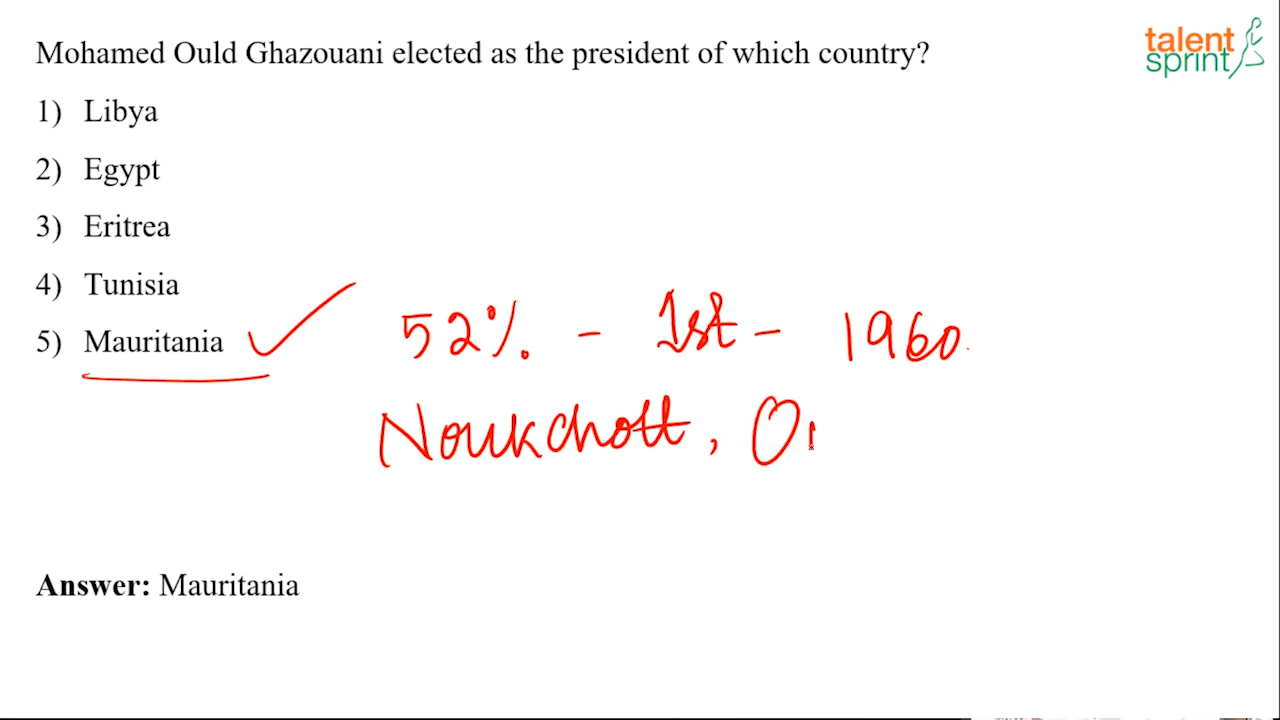 Mohamed Ould Ghazouani elected as the president of which country?
talent
sprint
1) Libya
2) Egypt
3) Eritrea
4) Tunisia
5) Mauritania
52% - 1st - 1960
Noukchott,
Answer: Mauritania